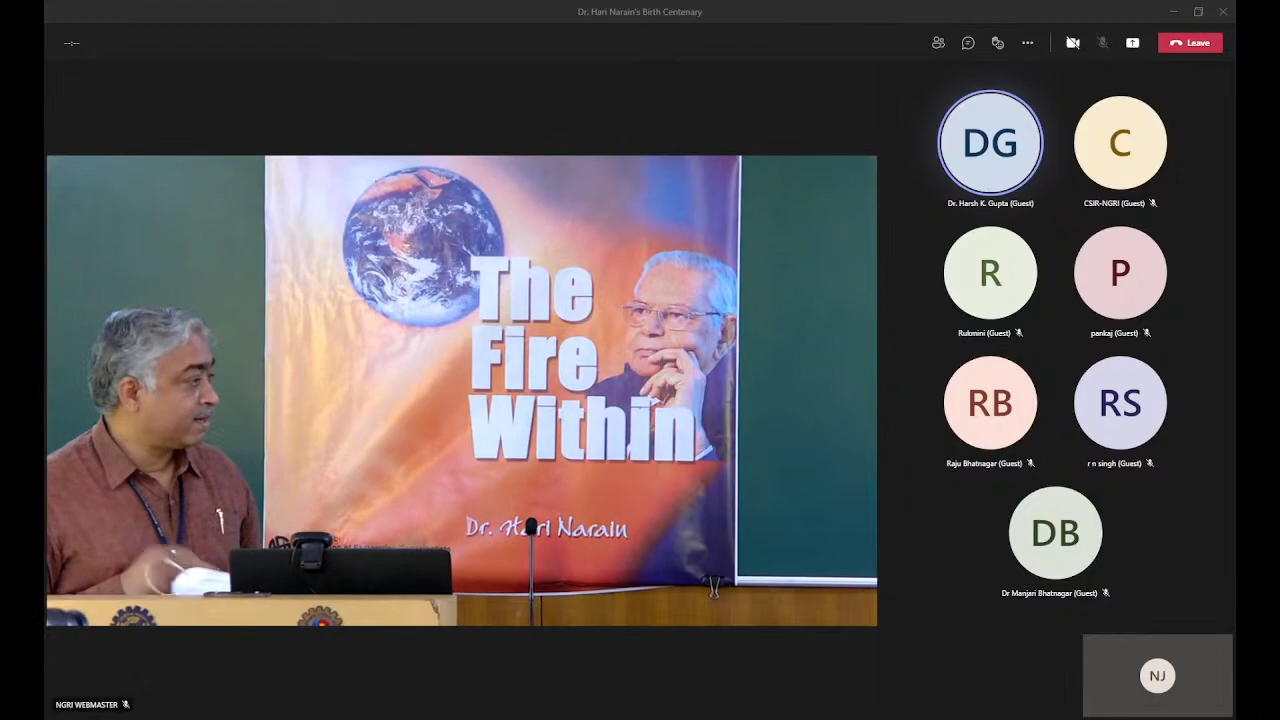 Dr. Hari Narain's Birth Centenary
--:--
Leave
DG
Dr. Harsh K. Gupta (Guest)
C
CSIR-NGRI (Guest)
R
Rukmini (Guest)
P
pankaj (Guest)
RB
Raju Bhatnagar (Guest)
RS
r n singh (Guest)
DB
Dr Manjari Bhatnagar (Guest)
The
Fire
Within
Dr. Hari Narain
NGRI WEBMASTER
NJ